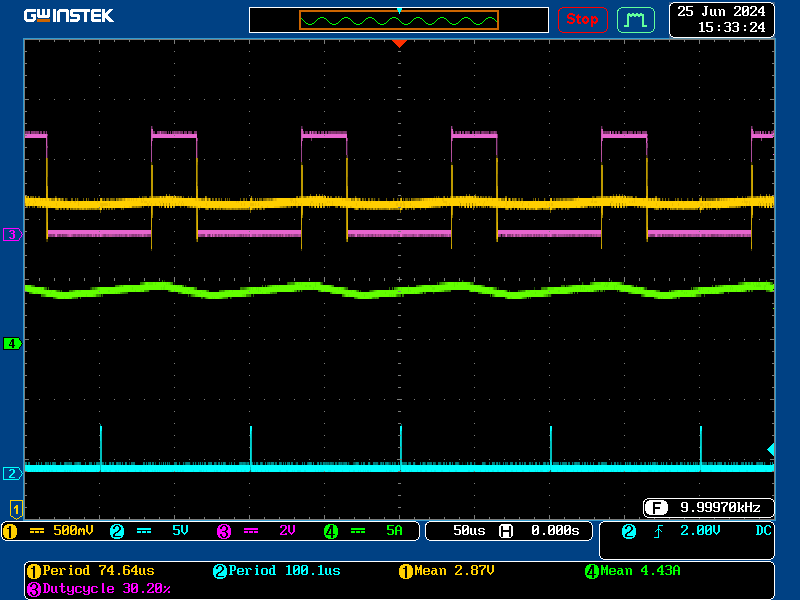 GWINSTEK
Stop
25 Jun 2024
15:33:24
3
4
2
1
F 9.99970kHz
1 500mV 2 5V 3 2V 4 5A 50us H 0.000s 2 2.00V DC
1 Period 74.64us 2 Period 100.1us 1 Mean 2.87V 4 Mean 4.43A
3 Dutycycle 30.20%